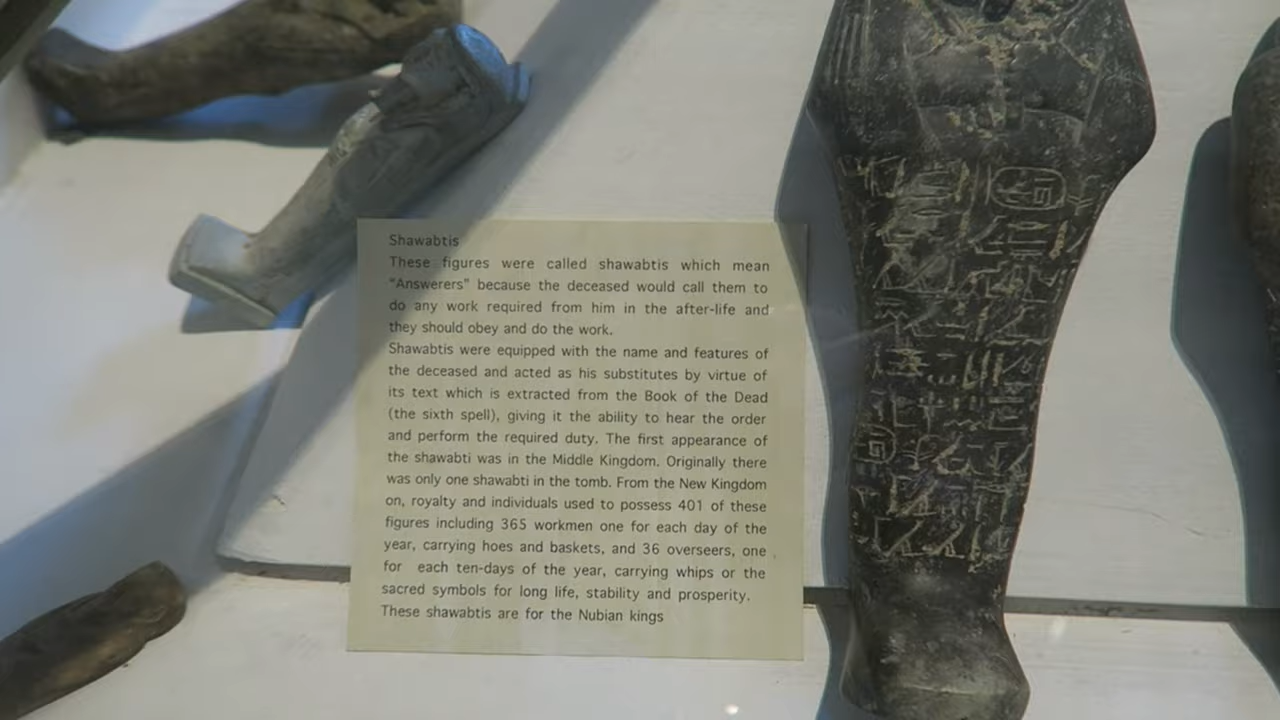 Shawabtis
These figures were called shawabtis which mean
"Answerers" because the deceased would call them to
do any work required from him in the after-life and
they should obey and do the work.
Shawabtis were equipped with the name and features of
the deceased and acted as his substitutes by virtue of
its text which is extracted from the Book of the Dead
(the sixth spell), giving it the ability to hear the order
and perform the required duty. The first appearance of
the shawabti was in the Middle Kingdom. Originally there
was only one shawabti in the tomb. From the New Kingdom
on, royalty and individuals used to possess 401 of these
figures including 365 workmen one for each day of the
year, carrying hoes and baskets, and 36 overseers, one
for each ten-days of the year, carrying whips or the
sacred symbols for long life, stability and prosperity.
These shawabtis are for the Nubian kings